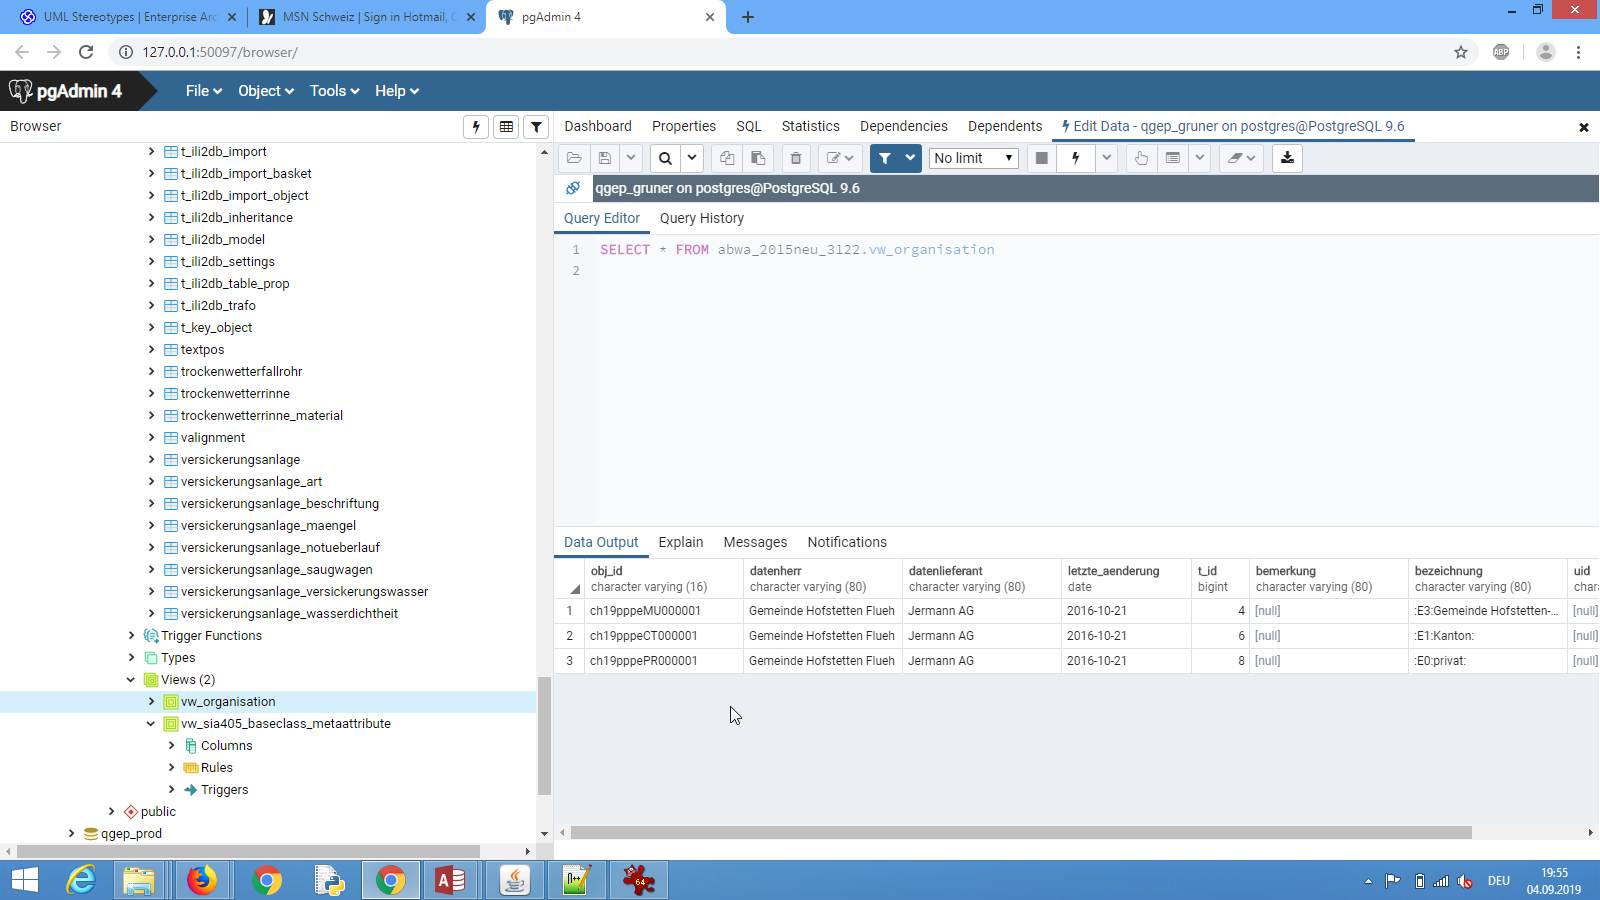 UML Stereotypes | Enterprise Arc
MSN Schweiz | Sign in Hotmail, O
pgAdmin 4
127.0.0.1:50097/browser/
ABP
pgAdmin 4
File
Object
Tools
Help
Browser
Dashboard
Properties
SQL
Statistics
Dependencies
Dependents
Edit Data - qgep_gruner on postgres@PostgreSQL 9.6
No limit
qgep_gruner on postgres@PostgreSQL 9.6
Query Editor
Query History
1 SELECT * FROM abwa_2015neu_3122.vw_organisation
2
t_ili2db_import
t_ili2db_import_basket
t_ili2db_import_object
t_ili2db_inheritance
t_ili2db_model
t_ili2db_settings
t_ili2db_table_prop
t_ili2db_trafo
t_key_object
textpos
trockenwetterfallrohr
trockenwetterrinne
trockenwetterrinne_material
valignment
versickerungsanlage
versickerungsanlage_art
versickerungsanlage_beschriftung
versickerungsanlage_maengel
versickerungsanlage_notueberlauf
versickerungsanlage_saugwagen
versickerungsanlage_versickerungswasser
versickerungsanlage_wasserdichtheit
Trigger Functions
Types
Views (2)
vw_organisation
vw_sia405_baseclass_metaattribute
Columns
Rules
Triggers
public
qgep_prod
Data Output
Explain
Messages
Notifications
obj_id datenherr datenlieferant letzte_aenderung t_id bemerkung bezeichnung uid
character varying (16) character varying (80) character varying (80) date bigint character varying (80) character varying (80) chara
1 ch19pppeMU000001 Gemeinde Hofstetten Flueh Jermann AG 2016-10-21 4 [null] :E3:Gemeinde Hofstetten-... [null]
2 ch19pppeCT000001 Gemeinde Hofstetten Flueh Jermann AG 2016-10-21 6 [null] :E1:Kanton: [null]
3 ch19pppePR000001 Gemeinde Hofstetten Flueh Jermann AG 2016-10-21 8 [null] :E0:privat: [null]
64
DEU
19:55
04.09.2019